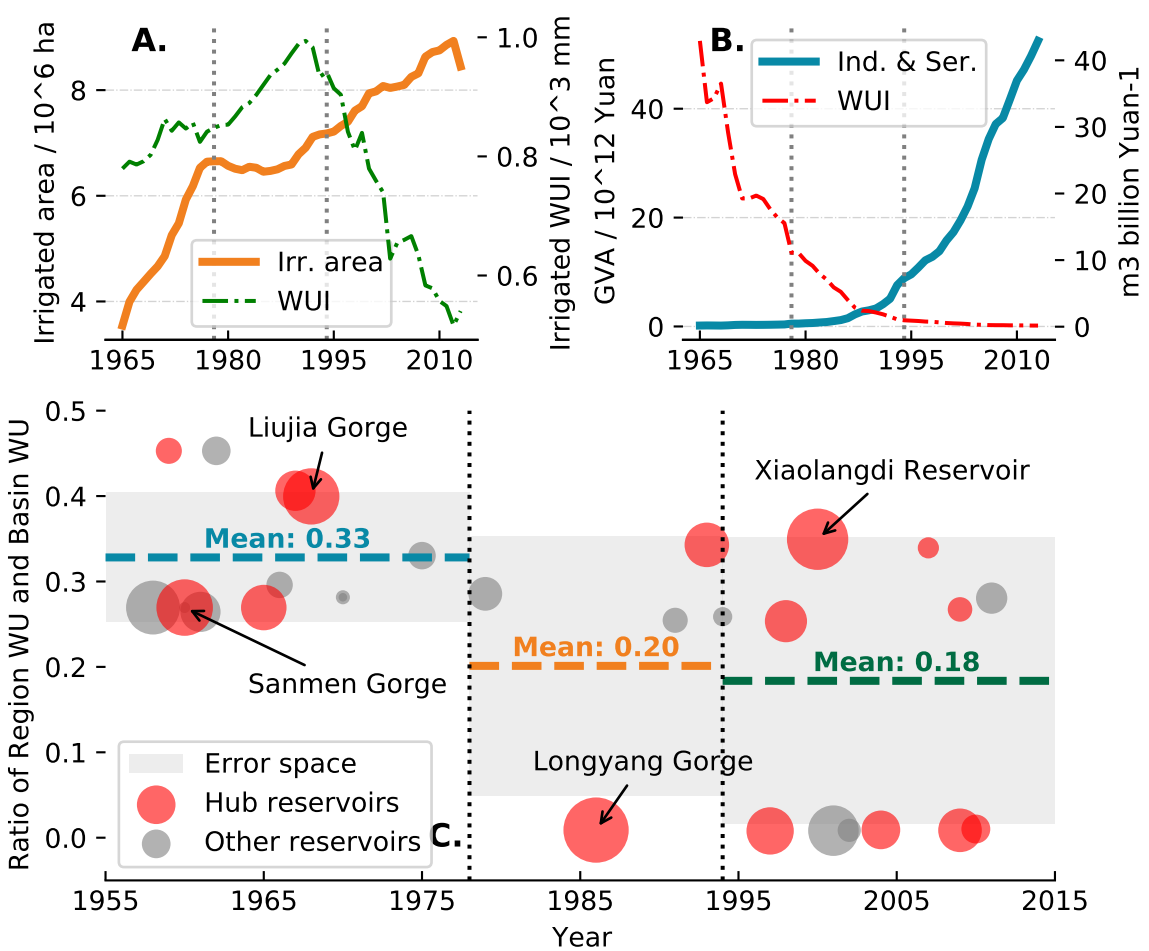 A.
Irrigated area / 10^6 ha
8
6
4
1.0
0.8
0.6
Irrigated WUI / 10^3 mm
Irr. area
WUI
1965
1980
1995
2010
B.
GVA / 10^12 Yuan
40
20
0
40
30
20
10
0
m3 billion Yuan-1
Ind. & Ser.
WUI
1965
1980
1995
2010
Ratio of Region WU and Basin WU
0.5
0.4
0.3
0.2
0.1
0.0
Liujia Gorge
Xiaolangdi Reservoir
Mean: 0.33
Mean: 0.20
Mean: 0.18
Sanmen Gorge
Longyang Gorge
Error space
Hub reservoirs
Other reservoirs
C.
1955
1965
1975
1985
1995
2005
2015
Year